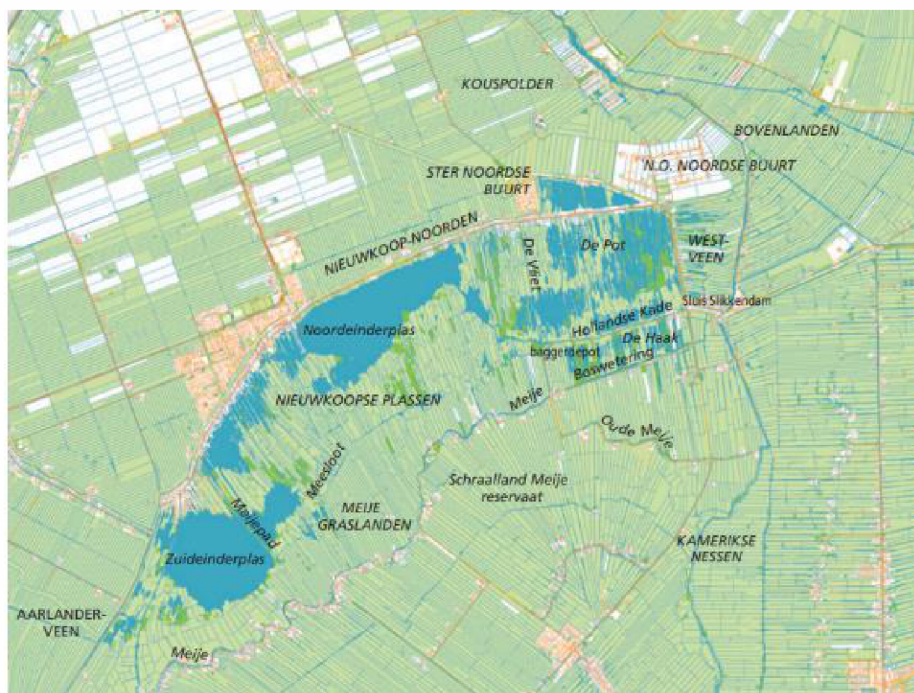 KOUSPOLDER
BOVENLANDEN
N.O. NOORDSE BUURT
STER NOORDSE
BUURT
NIEUWKOOP-NOORDEN
De Vliet
De Pot
WEST-
VEEN
Sluis Slikkendam
Noordeinderplas
Hollandse Kade
De Haak
baggerdepot
Boswetering
NIEUWKOOPSE PLASSEN
Meije
Oude Meije
Meesloot
Schraalland Meije
reservaat
MEIJE
GRASLANDEN
Meijepad
Zuideinderplas
KAMERIKSE
NESSEN
AARLANDER-
VEEN
Meije